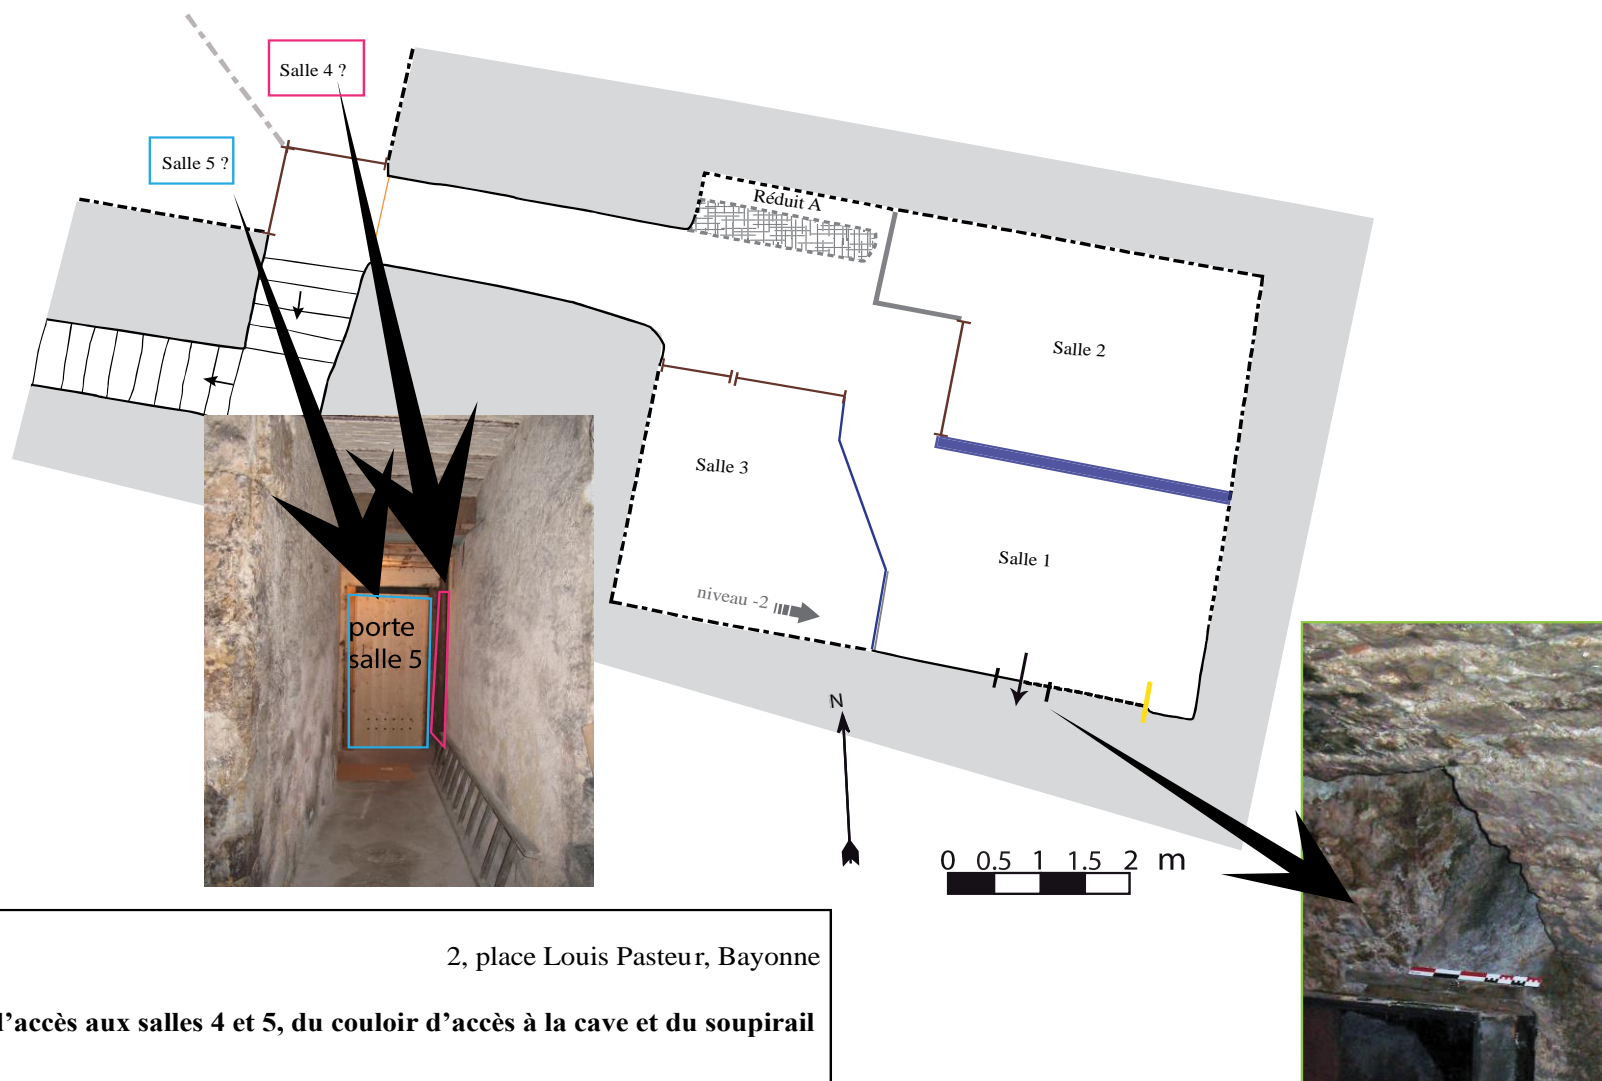 Salle 4 ?
Salle 5 ?
Réduit A
Salle 2
Salle 3
Salle 1
niveau -2
porte
salle 5
N
0 0.5 1 1.5 2 m
2, place Louis Pasteur, Bayonne
l’accès aux salles 4 et 5, du couloir d’accès à la cave et du soupirail